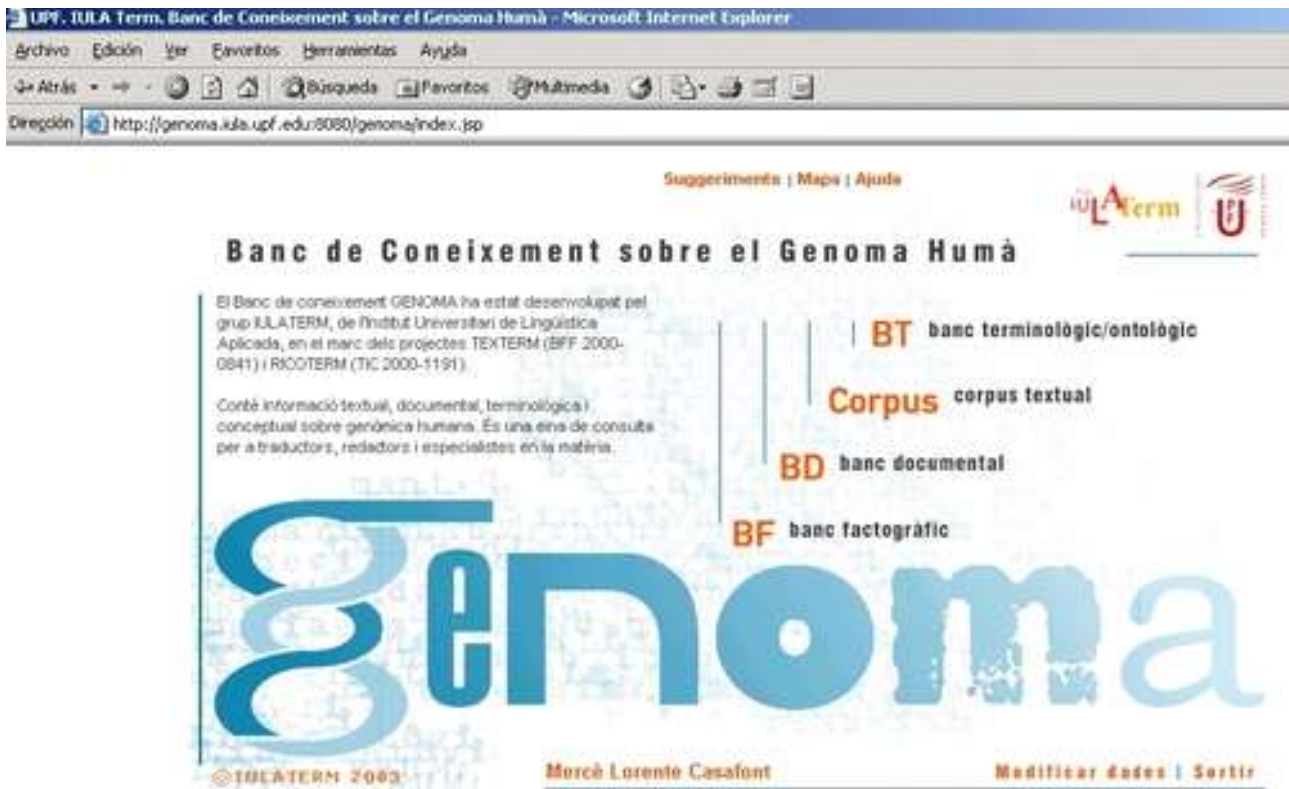 UPF. IULA Term. Banc de Coneixement sobre el Genoma Humà - Microsoft Internet Explorer
Archivo Edición Ver Favoritos Herramientas Ayuda
Atrás Búsqueda Favoritos Multimedia
Dirección http://genoma.iula.upf.edu:8080/genoma/index.jsp
Suggeriments | Mapa | Ajuda
IULATerm
UPF
Banc de Coneixement sobre el Genoma Humà
El Banc de coneixement GENOMA ha estat desenvolupat pel
grup IULATERM, de l'Institut Universitari de Lingüística
Aplicada, en el marc dels projectes TEXTERM (BFF 2000-
0841) i RICOTERM (TIC 2000-1191).
Conté informació textual, documental, terminològica i
conceptual sobre genòmica humana. És una eina de consulta
per a traductors, redactors i especialistes en la matèria.
BT banc terminològic/ontològic
Corpus corpus textual
BD banc documental
BF banc factogràfic
genoma
©IULATERM 2003
Mercè Lorente Casafont
Modificar dades | Sortir